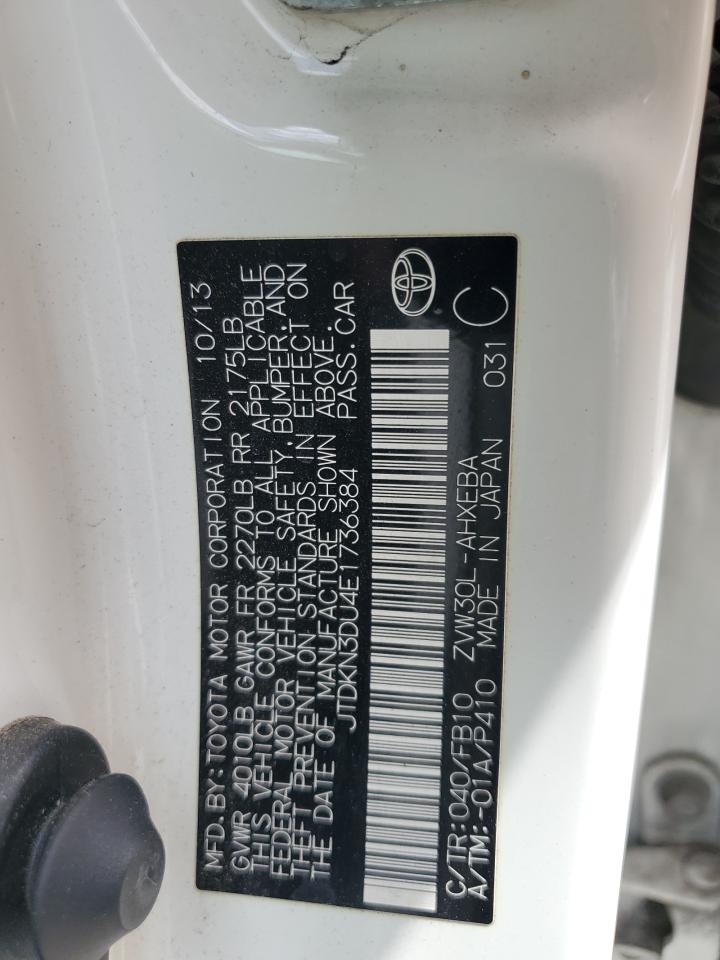 MFD.BY:TOYOTA MOTOR CORPORATION 10/13
GVWR 4010LB GAWR FR 2270LB RR 2175LB
THIS VEHICLE CONFORMS TO ALL APPLICABLE
FEDERAL MOTOR VEHICLE SAFETY,BUMPER,AND
THEFT PREVENTION STANDARDS IN EFFECT ON
THE DATE OF MANUFACTURE SHOWN ABOVE.
JTDKN3DU4E1736384 PASS.CAR
C/TR:040/FB10 ZVW30L-AHXEBA
A/TM:-01A/P410 MADE IN JAPAN 031 C